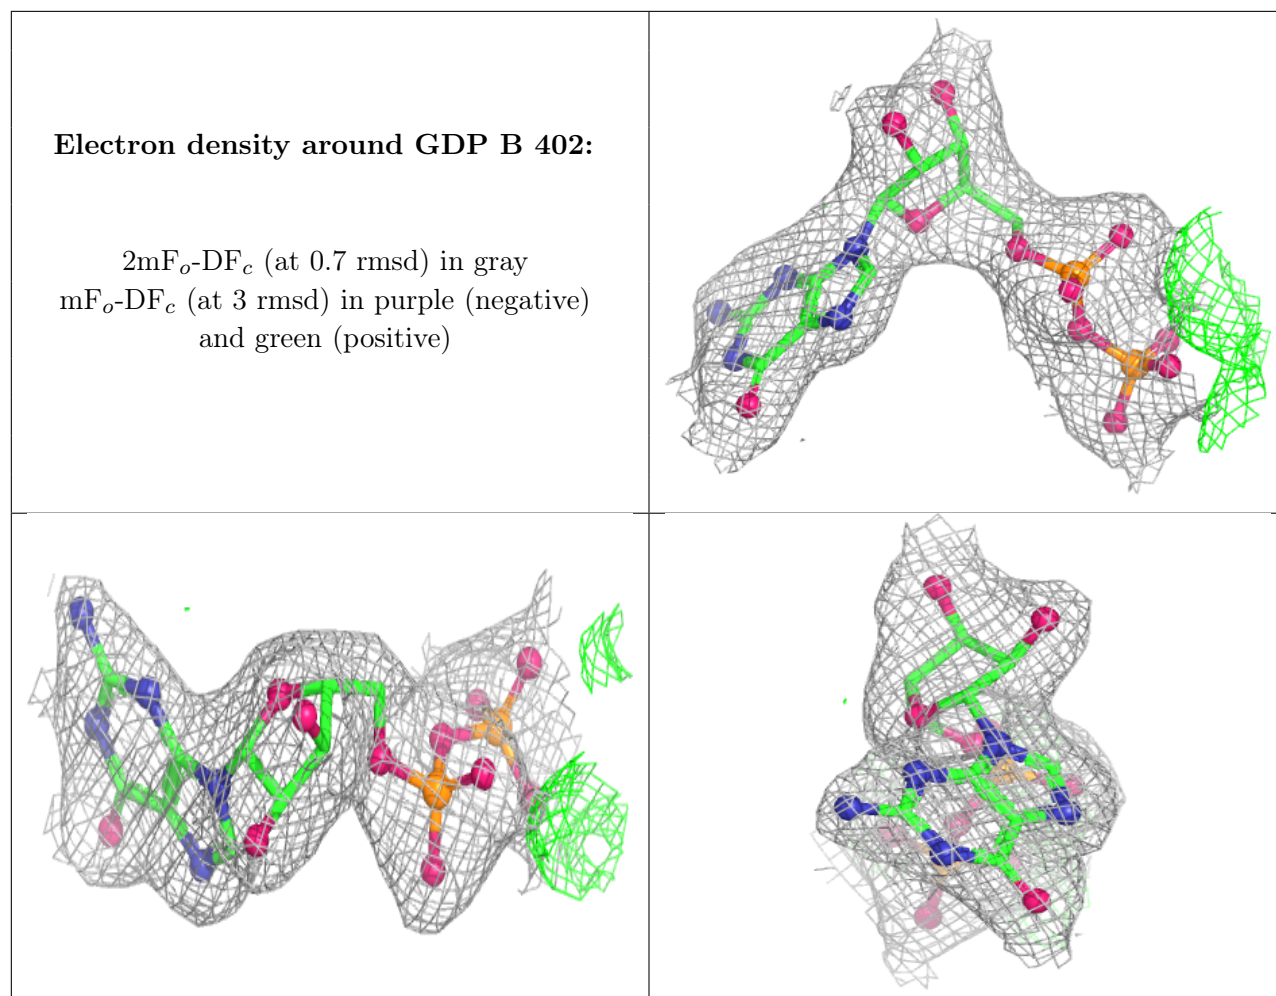 Electron density around GDP B 402:
2mFo-DFc (at 0.7 rmsd) in gray
mFo-DFc (at 3 rmsd) in purple (negative)
and green (positive)